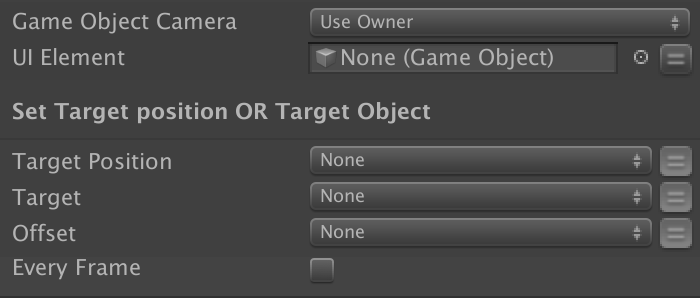 Game Object Camera Use Owner
UI Element None (Game Object)
Set Target position OR Target Object
Target Position None
Target None
Offset None
Every Frame